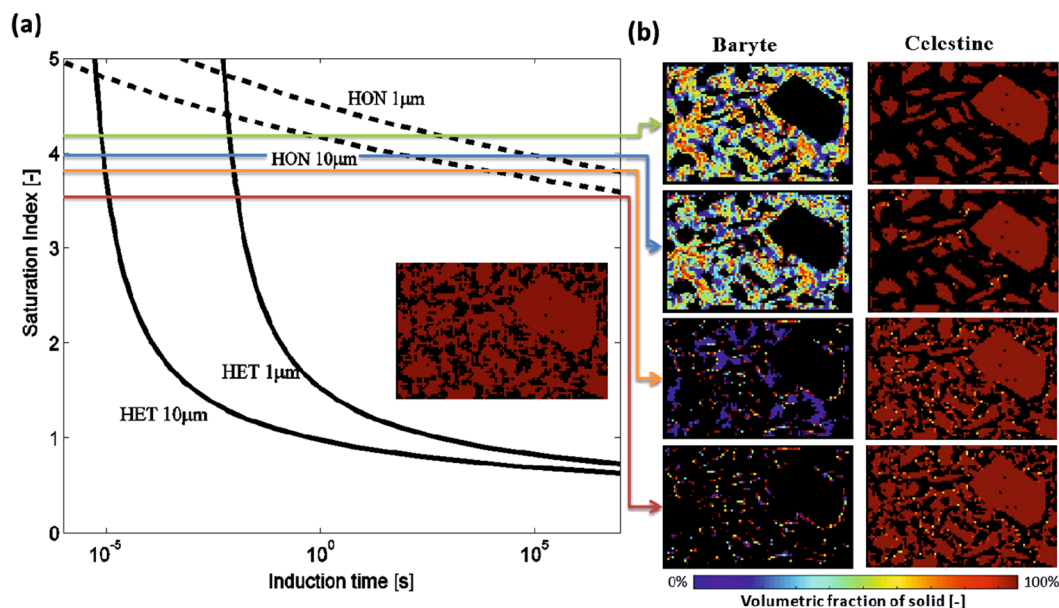 (a)
5
4
3
2
1
0
Saturation Index [-]
HON 1μm
HON 10μm
HET 1μm
HET 10μm
10⁻⁵
10⁰
10⁵
Induction time [s]
(b)
Baryte
Celestine
0%
100%
Volumetric fraction of solid [-]